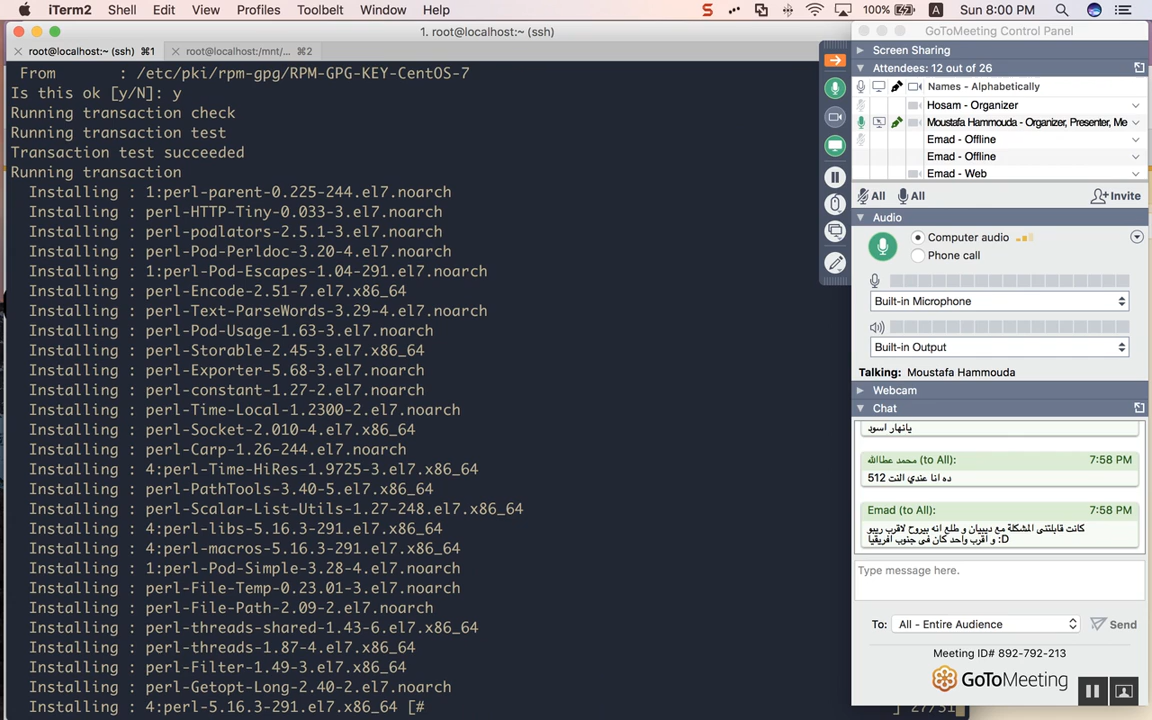 iTerm2 Shell Edit View Profiles Toolbelt Window Help 100% A Sun 8:00 PM
1. root@localhost:~ (ssh)
root@localhost:~ (ssh) ⌘1
root@localhost:/mnt/... ⌘2
From : /etc/pki/rpm-gpg/RPM-GPG-KEY-CentOS-7
Is this ok [y/N]: y
Running transaction check
Running transaction test
Transaction test succeeded
Running transaction
Installing : 1:perl-parent-0.225-244.el7.noarch
Installing : perl-HTTP-Tiny-0.033-3.el7.noarch
Installing : perl-podlators-2.5.1-3.el7.noarch
Installing : perl-Pod-Perldoc-3.20-4.el7.noarch
Installing : 1:perl-Pod-Escapes-1.04-291.el7.noarch
Installing : perl-Encode-2.51-7.el7.x86_64
Installing : perl-Text-ParseWords-3.29-4.el7.noarch
Installing : perl-Pod-Usage-1.63-3.el7.noarch
Installing : perl-Storable-2.45-3.el7.x86_64
Installing : perl-Exporter-5.68-3.el7.noarch
Installing : perl-constant-1.27-2.el7.noarch
Installing : perl-Time-Local-1.2300-2.el7.noarch
Installing : perl-Socket-2.010-4.el7.x86_64
Installing : perl-Carp-1.26-244.el7.noarch
Installing : 4:perl-Time-HiRes-1.9725-3.el7.x86_64
Installing : perl-PathTools-3.40-5.el7.x86_64
Installing : perl-Scalar-List-Utils-1.27-248.el7.x86_64
Installing : 4:perl-libs-5.16.3-291.el7.x86_64
Installing : 4:perl-macros-5.16.3-291.el7.x86_64
Installing : 1:perl-Pod-Simple-3.28-4.el7.noarch
Installing : perl-File-Temp-0.23.01-3.el7.noarch
Installing : perl-File-Path-2.09-2.el7.noarch
Installing : perl-threads-shared-1.43-6.el7.x86_64
Installing : perl-threads-1.87-4.el7.x86_64
Installing : perl-Filter-1.49-3.el7.x86_64
Installing : perl-Getopt-Long-2.40-2.el7.noarch
Installing : 4:perl-5.16.3-291.el7.x86_64 [# ] 27/31
GoToMeeting Control Panel
Screen Sharing
Attendees: 12 out of 26
Names - Alphabetically
Hosam - Organizer
Moustafa Hammouda - Organizer, Presenter, Me
Emad - Offline
Emad - Offline
Emad - Web
All
All
Invite
Audio
Computer audio
Phone call
Built-in Microphone
Built-in Output
Talking: Moustafa Hammouda
Webcam
Chat
يانهار اسود
محمد عطاالله (to All): 7:58 PM
ده انا عندي النت 512
Emad (to All): 7:58 PM
كانت قابلتنى المشكلة مع ديبيان و طلع انه بيروح لاقرب ريبو
و اقرب واحد كان فى جنوب افريقيا :D
Type message here.
To: All - Entire Audience Send
Meeting ID# 892-792-213
GoToMeeting